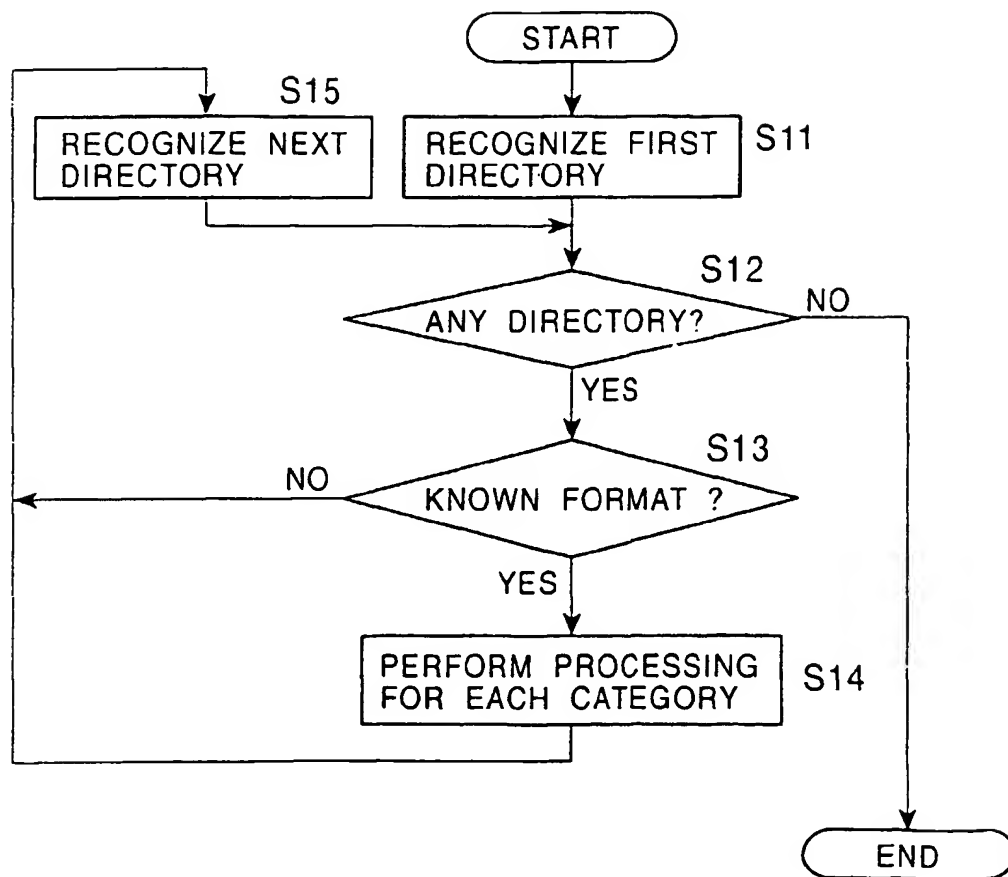 START
S15
RECOGNIZE NEXT
DIRECTORY
RECOGNIZE FIRST
DIRECTORY
S11
S12
ANY DIRECTORY?
NO
YES
S13
NO
KNOWN FORMAT ?
YES
PERFORM PROCESSING
FOR EACH CATEGORY
S14
END